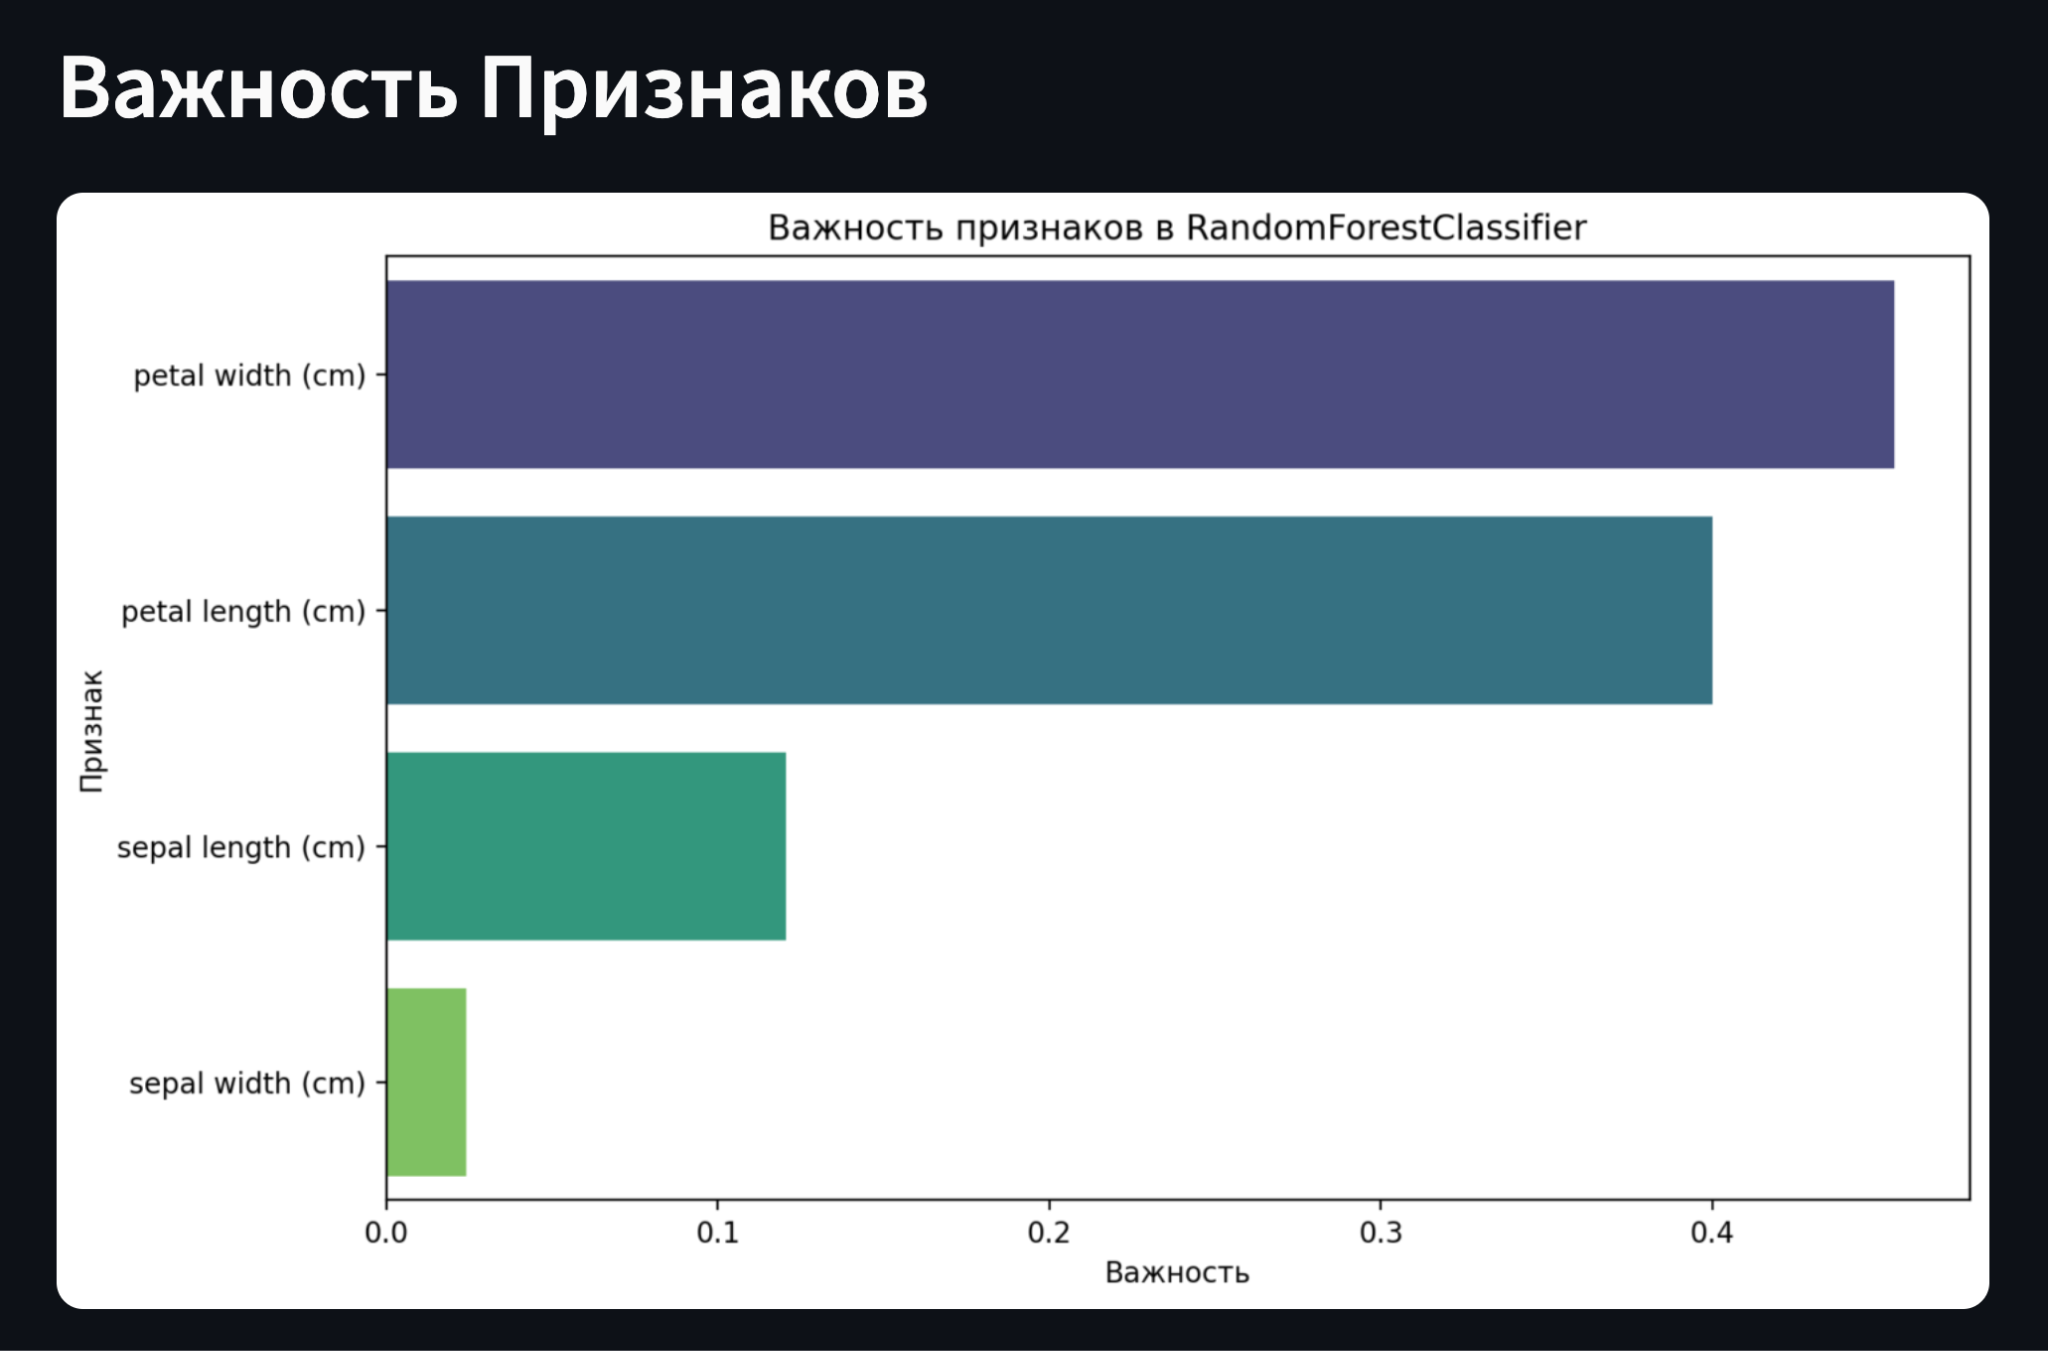 Важность Признаков
Важность признаков в RandomForestClassifier
petal width (cm)
petal length (cm)
sepal length (cm)
sepal width (cm)
Признак
0.0 0.1 0.2 0.3 0.4
Важность